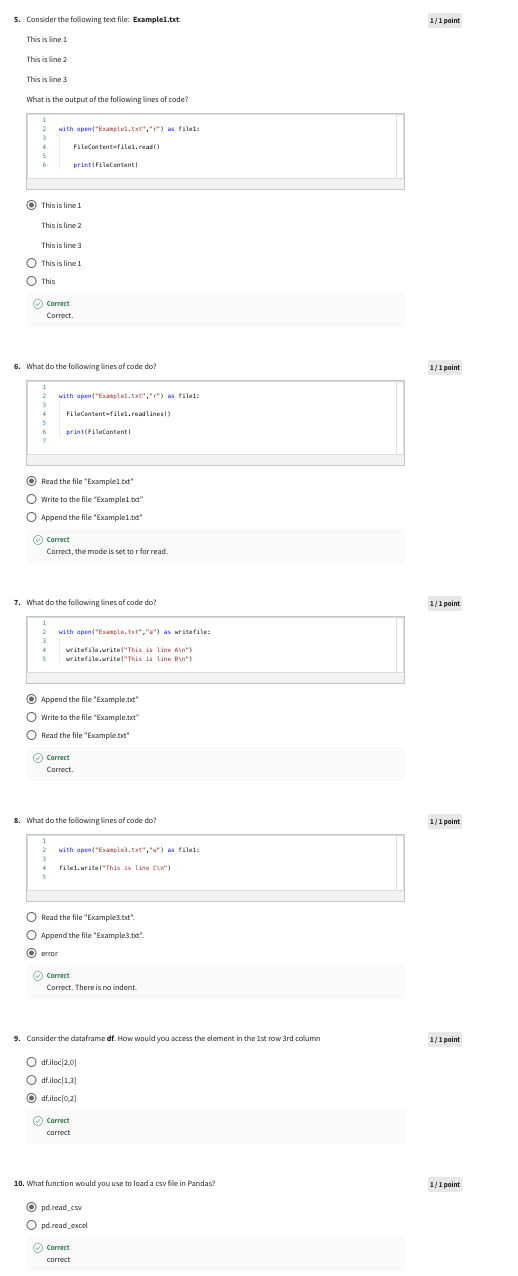 5. Consider the following text file: Example1.txt:
1 / 1 point
This is line 1
This is line 2
This is line 3
What is the output of the following lines of code?
1
2 with open("Example1.txt","r") as file1:
3
4 FileContent=file1.read()
5
6 print(FileContent)
This is line 1
This is line 2
This is line 3
This is line 1
This
Correct
Correct.
6. What do the following lines of code do?
1 / 1 point
1
2 with open("Example1.txt","r") as file1:
3
4 FileContent=file1.readlines()
5
6 print(FileContent)
7
Read the file "Example1.txt"
Write to the file "Example1.txt"
Append the file "Example1.txt"
Correct
Correct, the mode is set to r for read.
7. What do the following lines of code do?
1 / 1 point
1
2 with open("Example.txt","a") as writefile:
3
4 writefile.write("This is line A\n")
5 writefile.write("This is line B\n")
Append the file "Example.txt"
Write to the file "Example.txt"
Read the file "Example.txt"
Correct
Correct.
8. What do the following lines of code do?
1 / 1 point
1
2 with open("Example3.txt","w") as file1:
3
4 file1.write("This is line C\n")
5
Read the file "Example3.txt".
Append the file "Example3.txt".
error
Correct
Correct. There is no indent.
9. Consider the dataframe df. How would you access the element in the 1st row 3rd column
1 / 1 point
df.iloc[2,0]
df.iloc[1,3]
df.iloc[0,2]
Correct
correct
10. What function would you use to load a csv file in Pandas?
1 / 1 point
pd.read_csv
pd.read_excel
Correct
correct